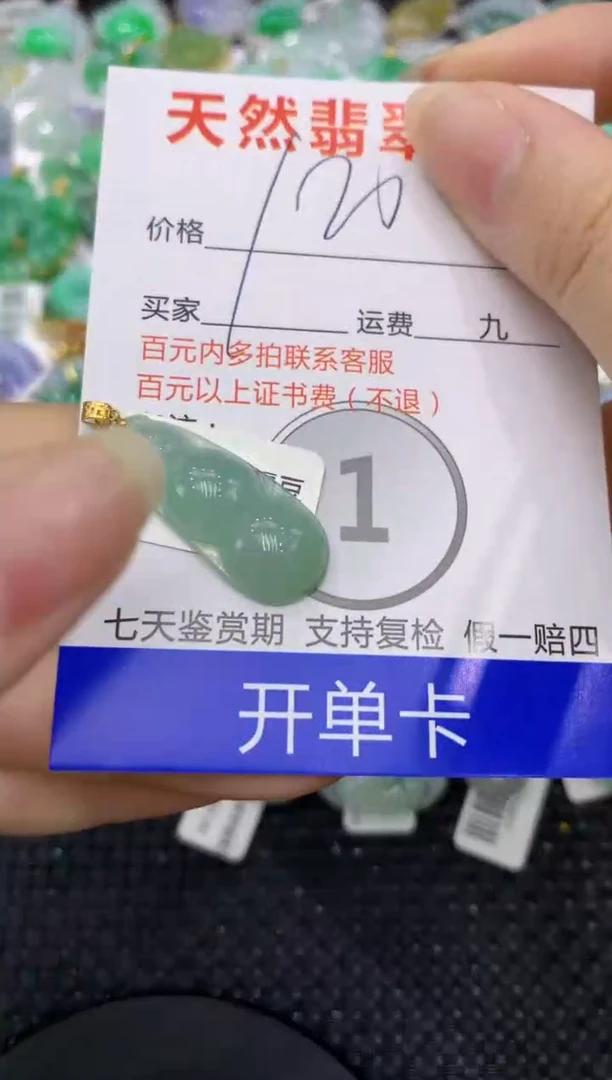 天然翡翠
价格 120
买家 运费 九
百元内多拍联系客服
百元以上证书费（不退）
豆
1
七天鉴赏期 支持复检 假一赔四
开单卡